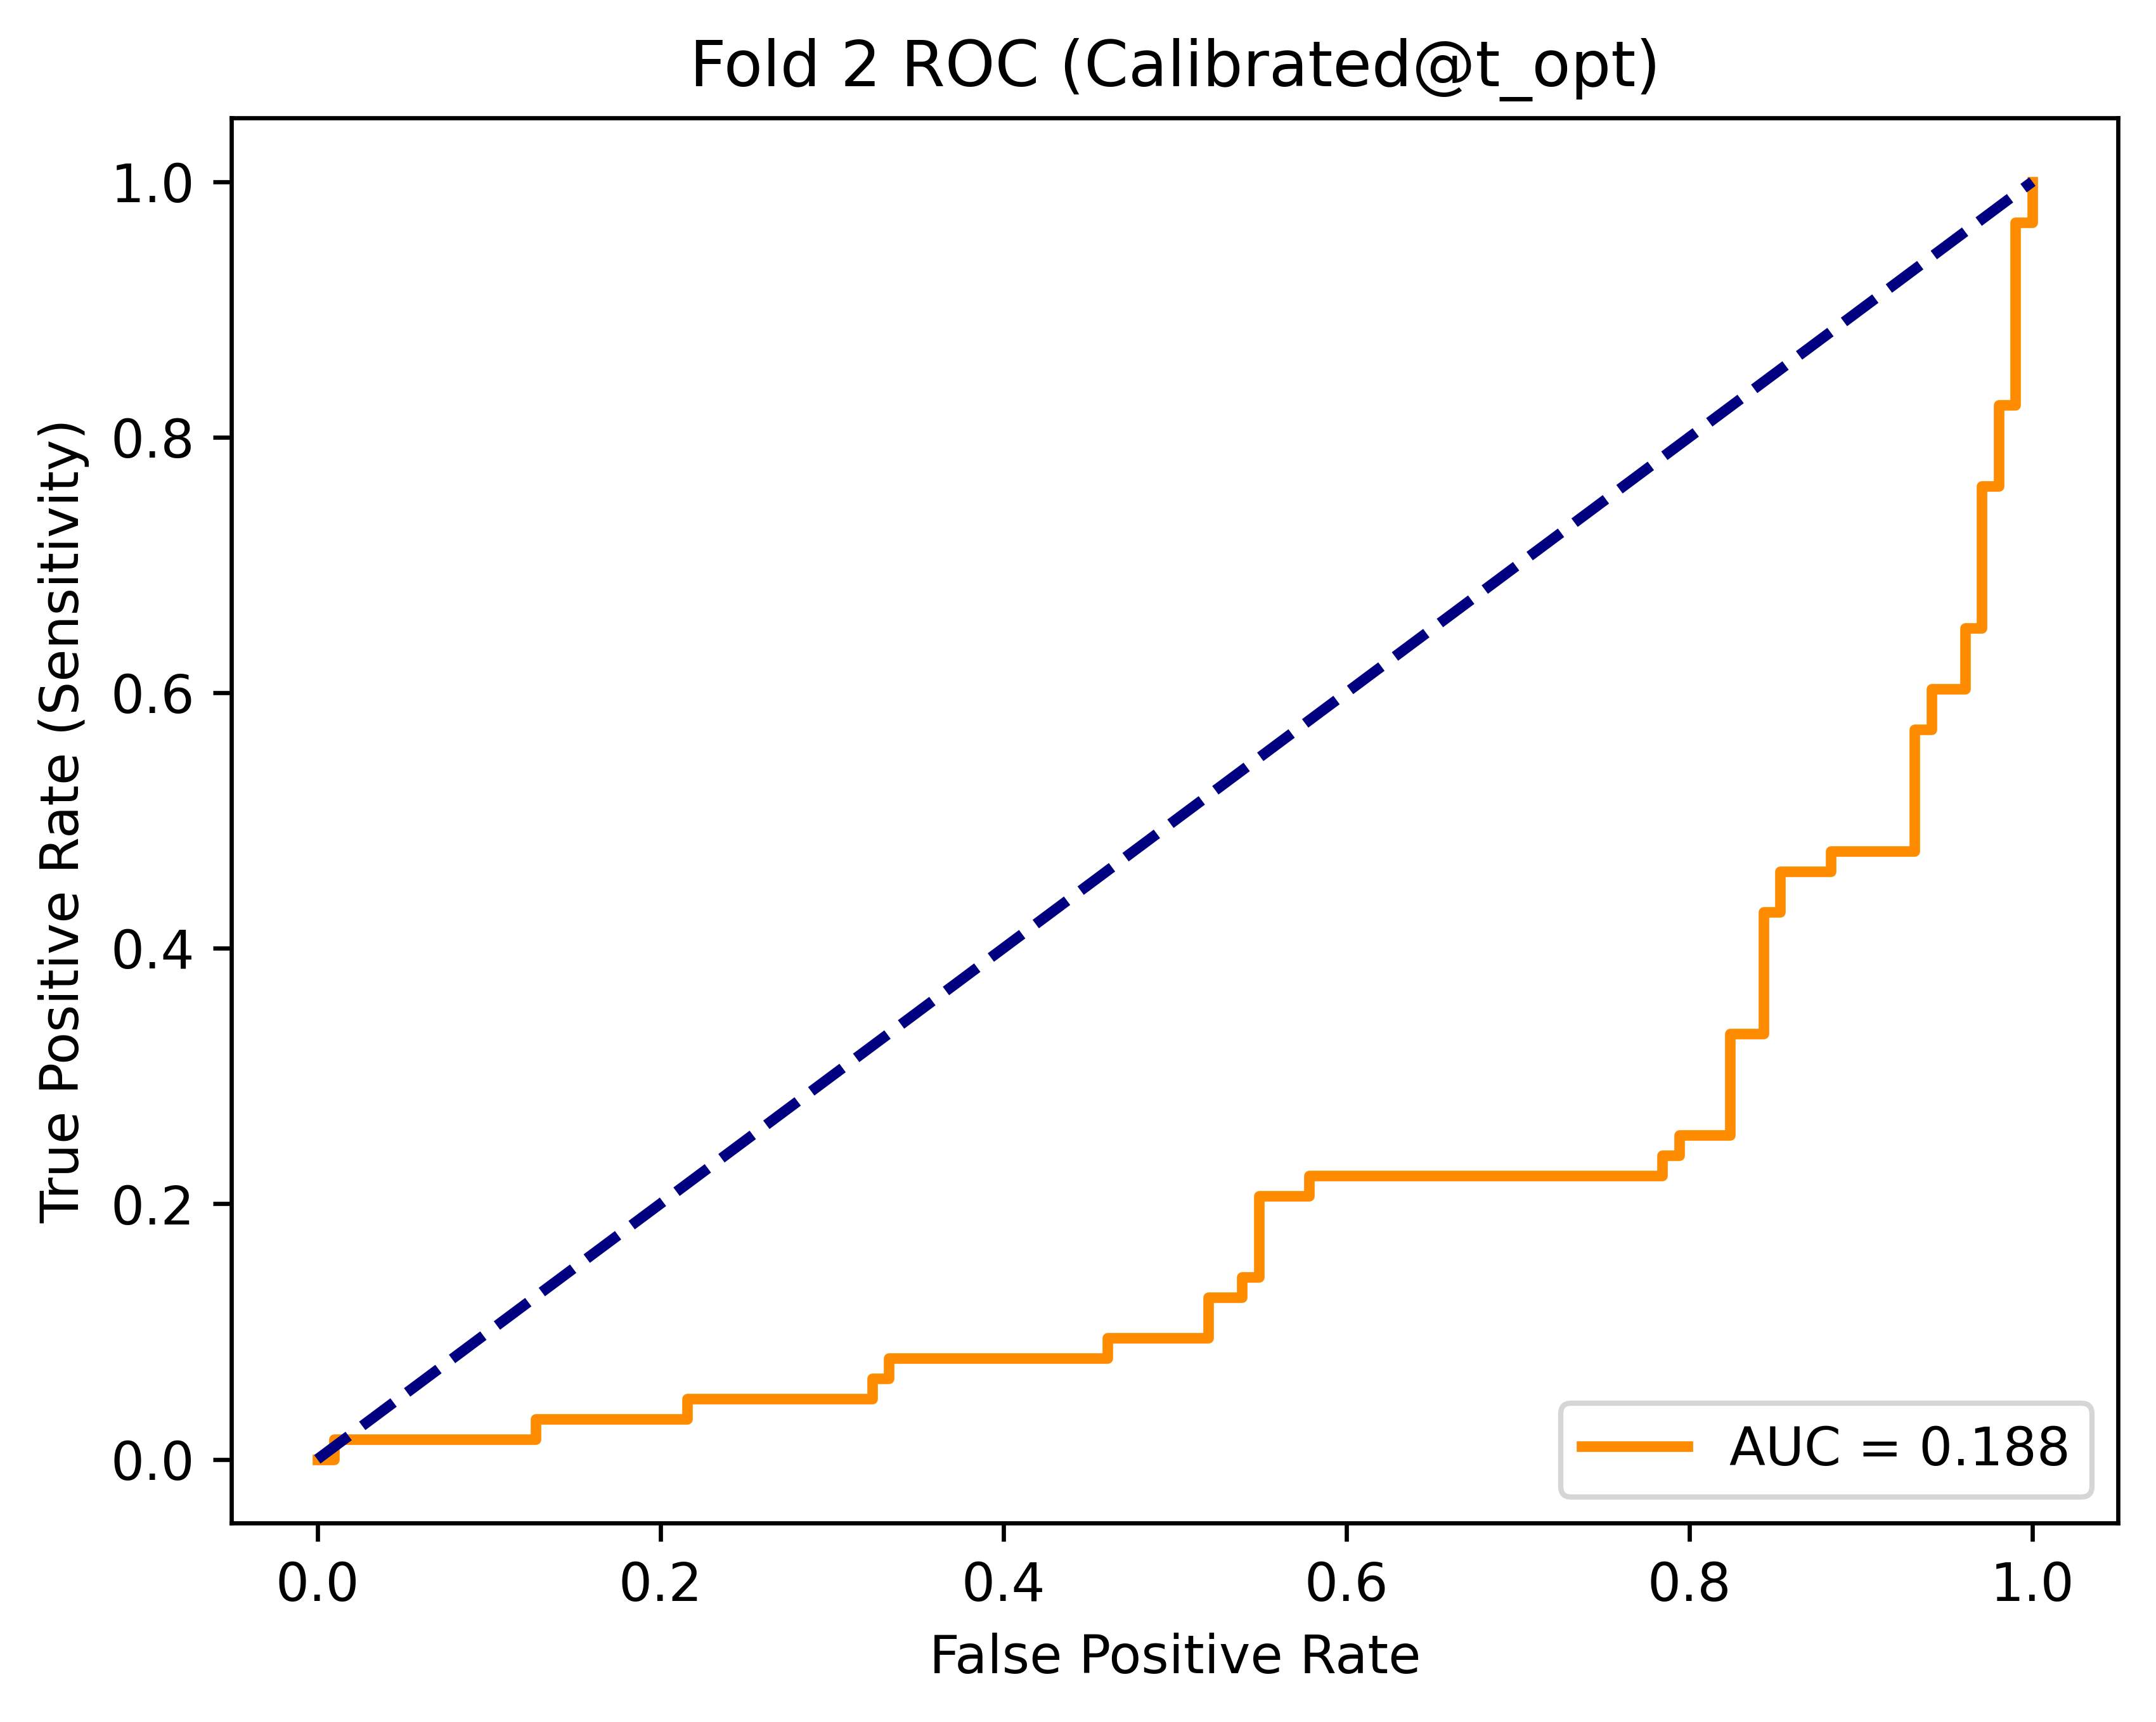 Fold 2 ROC (Calibrated@t_opt)
True Positive Rate (Sensitivity)
1.0
0.8
0.6
0.4
0.2
0.0
AUC = 0.188
0.0 0.2 0.4 0.6 0.8 1.0
False Positive Rate